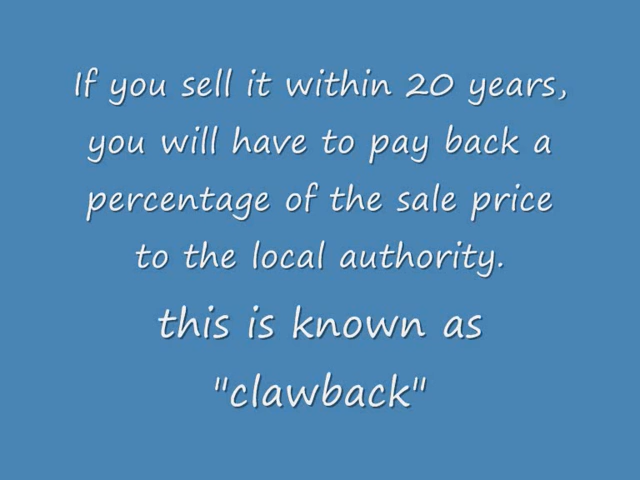 If you sell it within 20 years,
you will have to pay back a
percentage of the sale price
to the local authority.
this is known as
"clawback"